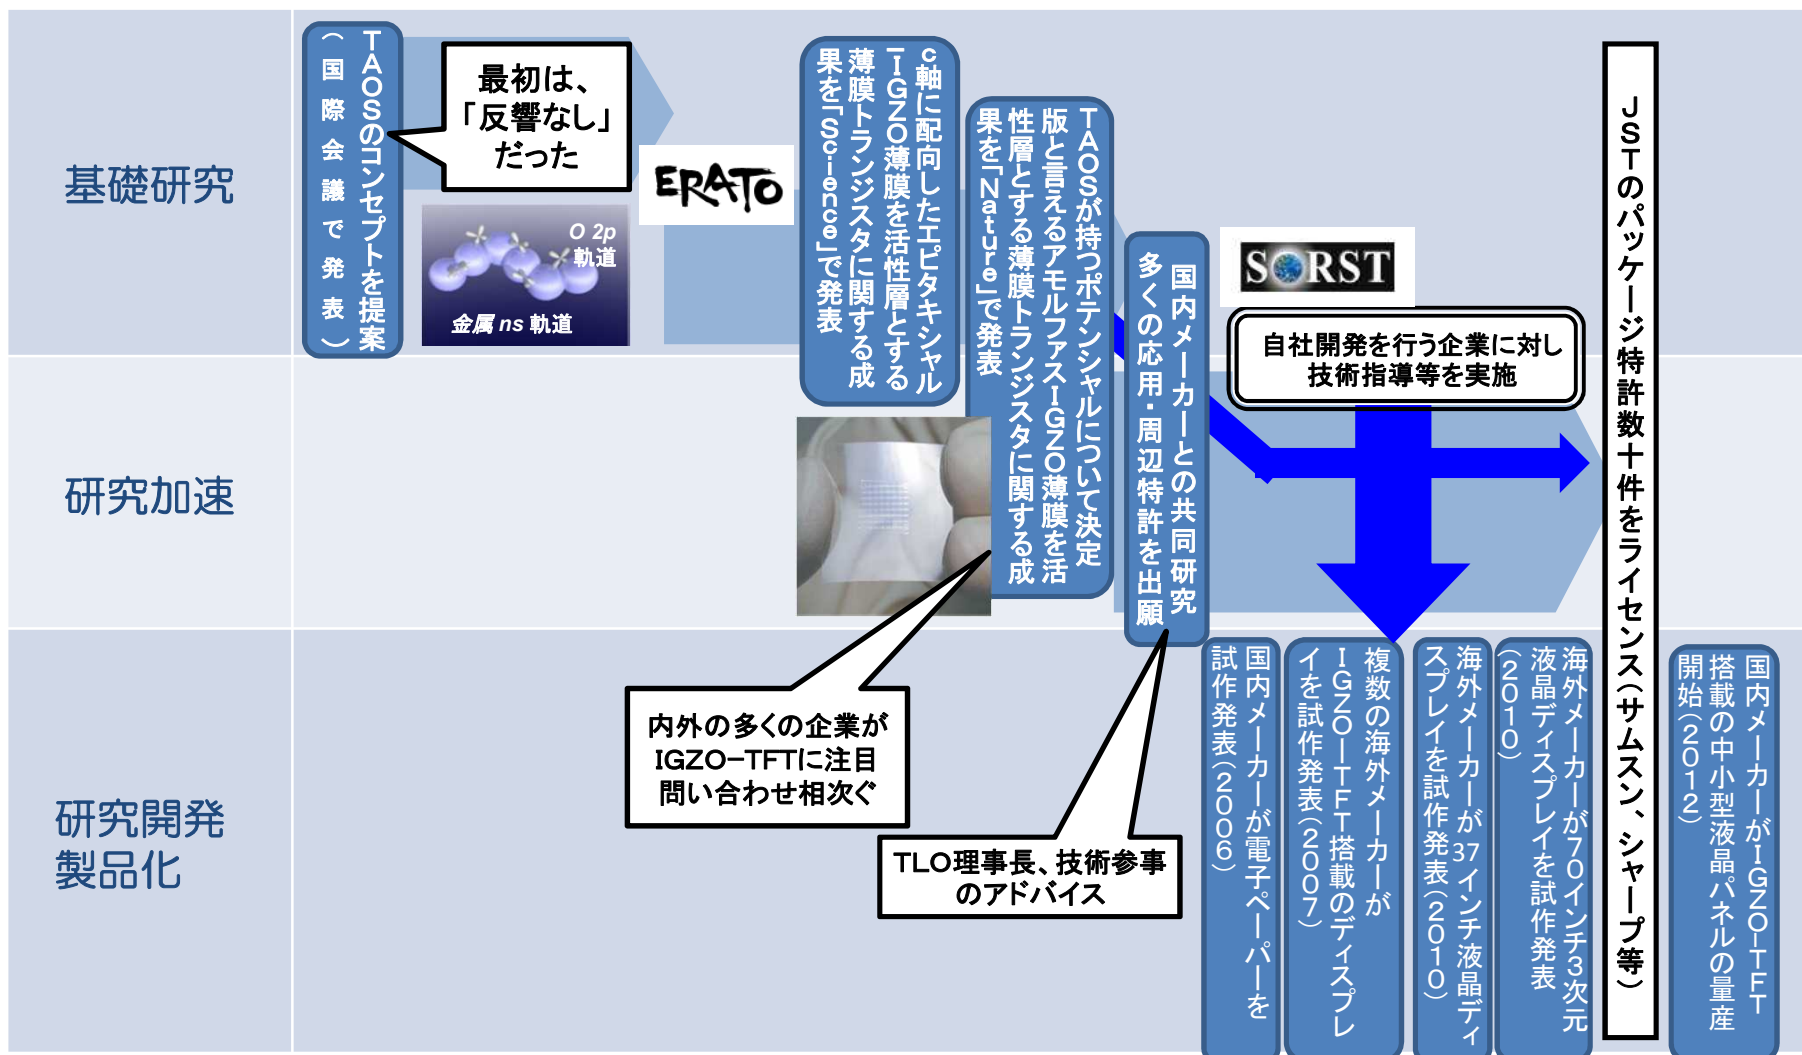 基礎研究
TAOSのコンセプトを提案
(国際会議で発表)
最初は、
「反響なし」
だった
O 2p
軌道
金属 ns 軌道
ERATO
c軸に配向したエピタキシャル
IGZO薄膜を活性層とする
薄膜トランジスタに関する成
果を「Science」で発表
TAOSが持つポテンシャルについて決定
版と言えるアモルファスIGZO薄膜を活
性層とする薄膜トランジスタに関する成
果を「Nature」で発表
国内メーカーとの共同研究
多くの応用・周辺特許を出願
SORST
自社開発を行う企業に対し
技術指導等を実施
JSTのパッケージ特許数十件をライセンス(サムスン、シャープ等)
研究加速
内外の多くの企業が
IGZO-TFTに注目
問い合わせ相次ぐ
TLO理事長、技術参事
のアドバイス
研究開発
製品化
国内メーカーが電子ペーパーを
試作発表(2006)
複数の海外メーカーが
IGZO-TFT搭載のディスプレ
イを試作発表(2007)
海外メーカーが37インチ液晶ディ
スプレイを試作発表(2010)
海外メーカーが70インチ3次元
液晶ディスプレイを試作発表
(2010)
国内メーカーがIGZO-TFT
搭載の中小型液晶パネルの量産
開始(2012)